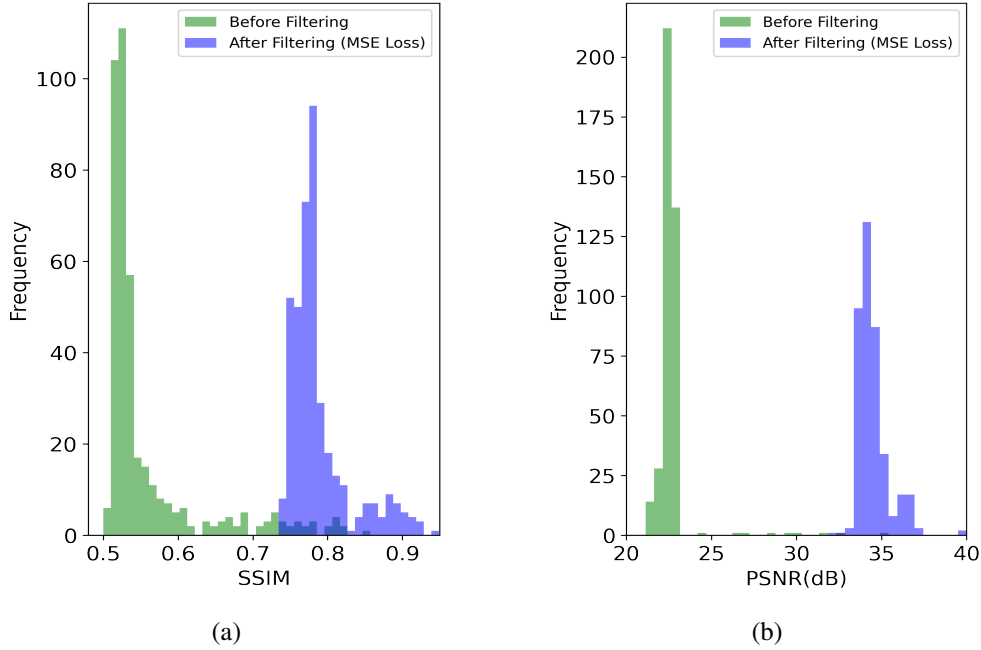 Before Filtering
After Filtering (MSE Loss)
100
80
60
40
20
0
Frequency
0.5 0.6 0.7 0.8 0.9
SSIM
(a)
Before Filtering
After Filtering (MSE Loss)
200
175
150
125
100
75
50
25
0
Frequency
20 25 30 35 40
PSNR(dB)
(b)